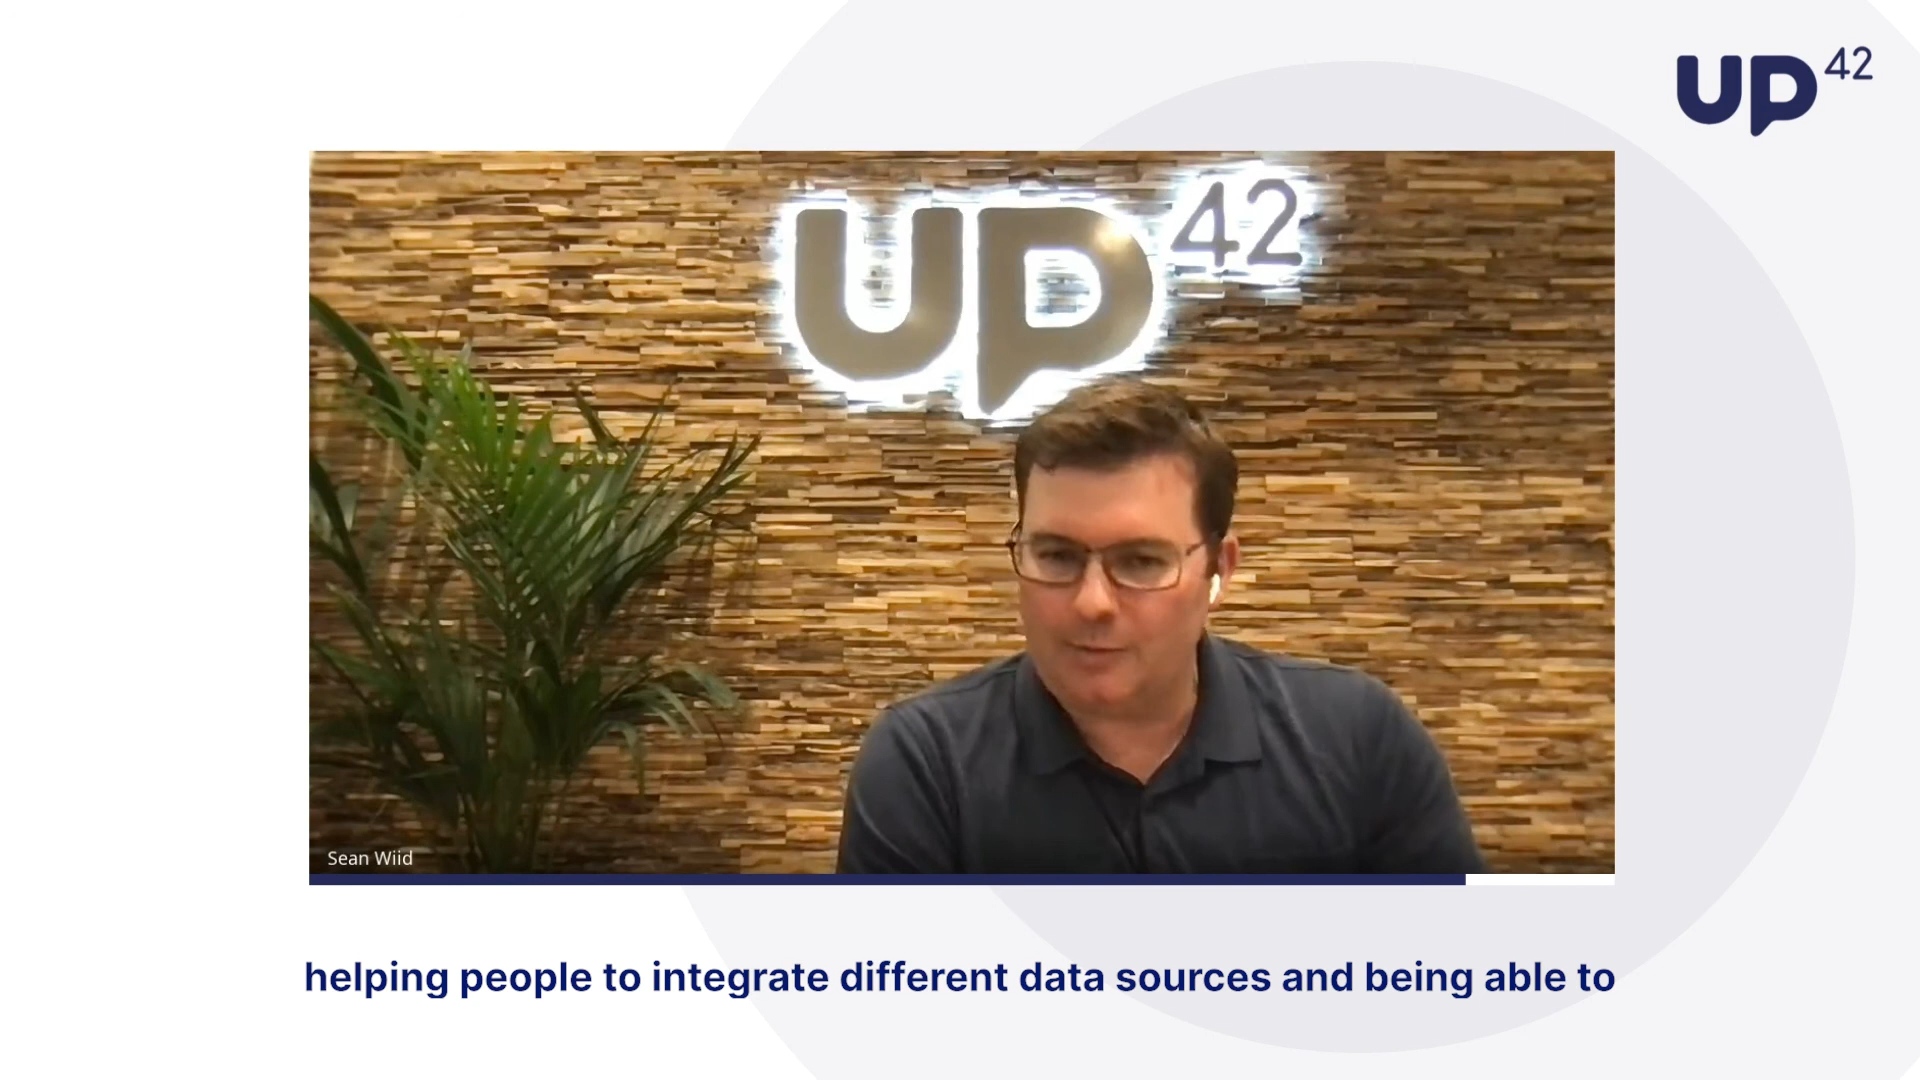 UP42
UP42
Sean Wiid
helping people to integrate different data sources and being able to